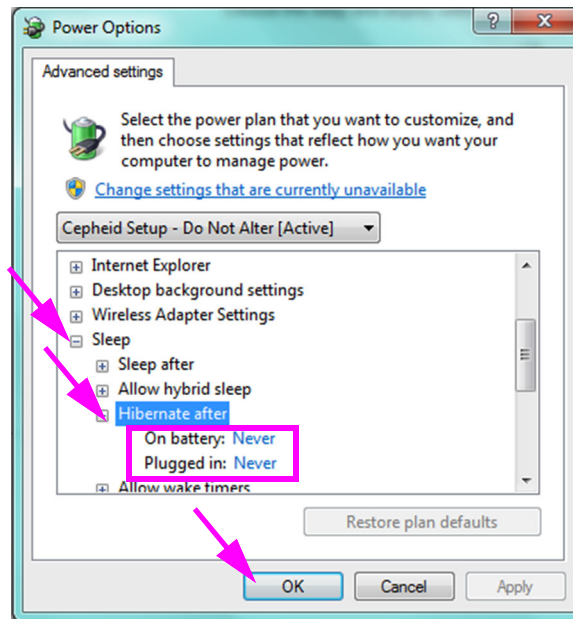 Power Options
Advanced settings
Select the power plan that you want to customize, and
then choose settings that reflect how you want your
computer to manage power.
Change settings that are currently unavailable
Cepheid Setup - Do Not Alter [Active]
Internet Explorer
Desktop background settings
Wireless Adapter Settings
Sleep
Sleep after
Allow hybrid sleep
Hibernate after
On battery: Never
Plugged in: Never
Allow wake timers
Restore plan defaults
OK Cancel Apply